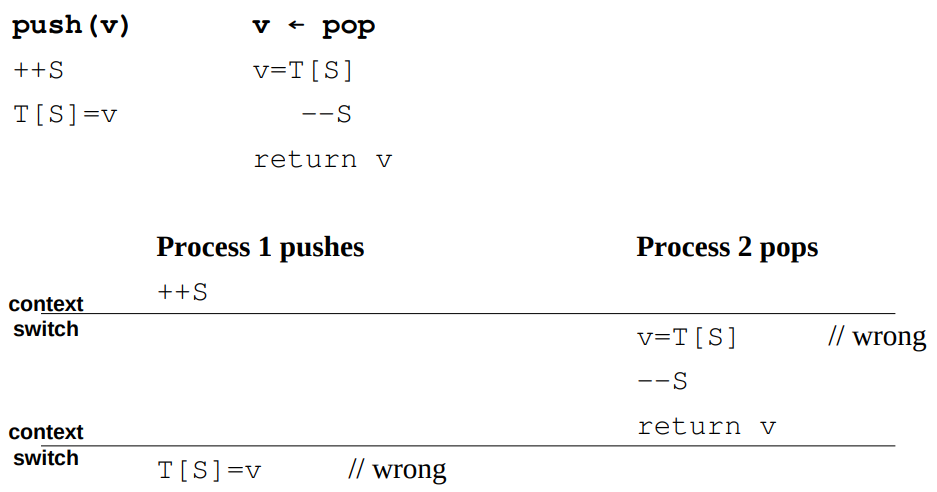 push(v) v ← pop
++S v=T[S]
T[S]=v --S
return v
Process 1 pushes Process 2 pops
++S
context
switch
v=T[S] // wrong
--S
return v
context
switch
T[S]=v // wrong